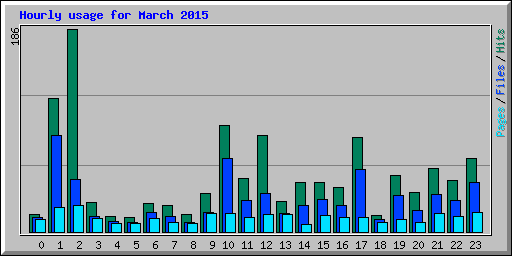 Hourly usage for March 2015
186
Pages/Files/Hits
0 1 2 3 4 5 6 7 8 9 10 11 12 13 14 15 16 17 18 19 20 21 22 23